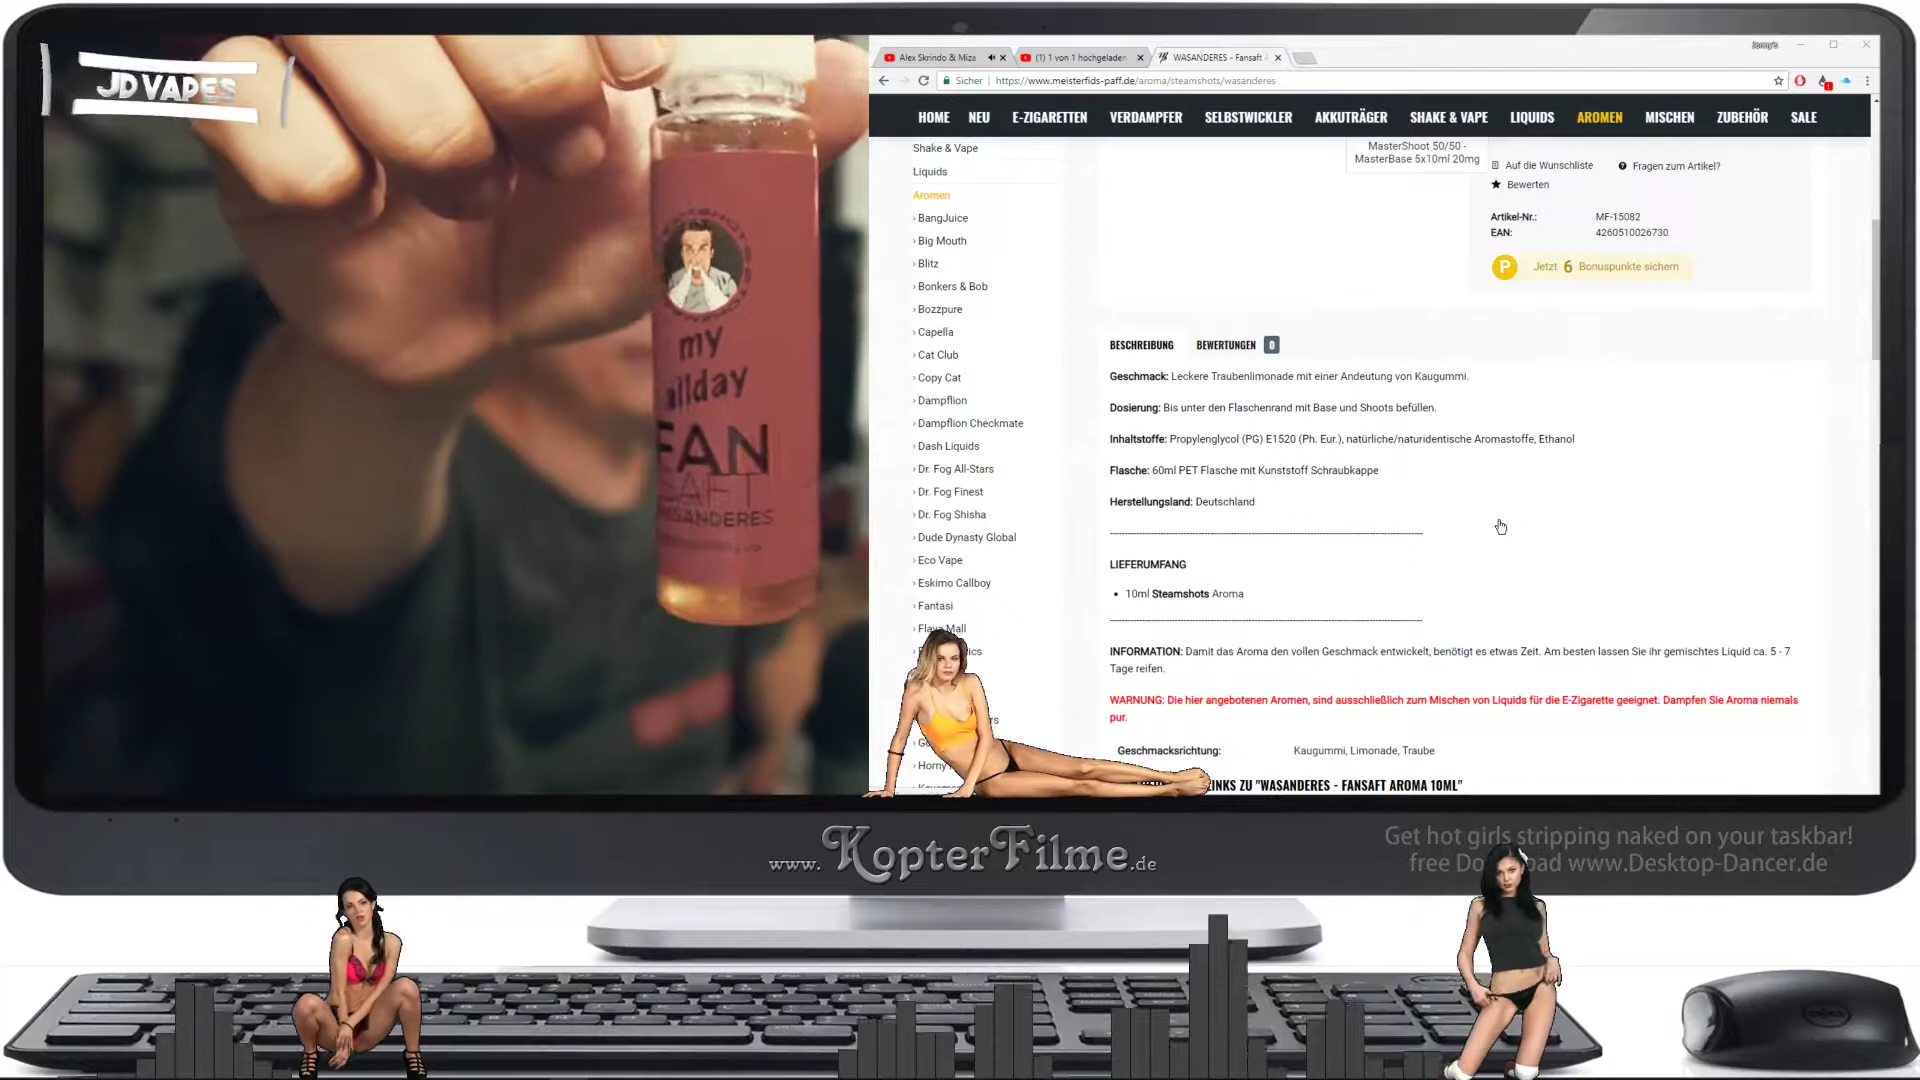 JD VAPES
my
allday
FAN
SAFT
WASANDERES
Alex Skrindo & Miza
(1) 1 von 1 hochgeladen
WASANDERES - Fansaft
Jonny's
Sicher
https://www.meisterfids-paff.de/aroma/steamshots/wasanderes
HOME NEU E-ZIGARETTEN VERDAMPFER SELBSTWICKLER AKKUTRÄGER SHAKE & VAPE LIQUIDS AROMEN MISCHEN ZUBEHÖR SALE
Shake & Vape
Liquids
Aromen
› BangJuice
› Big Mouth
› Blitz
› Bonkers & Bob
› Bozzpure
› Capella
› Cat Club
› Copy Cat
› Dampflion
› Dampflion Checkmate
› Dash Liquids
› Dr. Fog All-Stars
› Dr. Fog Finest
› Dr. Fog Shisha
› Dude Dynasty Global
› Eco Vape
› Eskimo Callboy
› Fantasi
› Horny
MasterShoot 50/50 -
MasterBase 5x10ml 20mg
Auf die Wunschliste
Fragen zum Artikel?
Bewerten
Artikel-Nr.: MF-15082
EAN: 4260510026730
P Jetzt 6 Bonuspunkte sichern
BESCHREIBUNG BEWERTUNGEN 0
Geschmack: Leckere Traubenlimonade mit einer Andeutung von Kaugummi.
Dosierung: Bis unter den Flaschenrand mit Base und Shoots befüllen.
Inhaltstoffe: Propylenglycol (PG) E1520 (Ph. Eur.), natürliche/naturidentische Aromastoffe, Ethanol
Flasche: 60ml PET Flasche mit Kunststoff Schraubkappe
Herstellungsland: Deutschland
LIEFERUMFANG
• 10ml Steamshots Aroma
INFORMATION: Damit das Aroma den vollen Geschmack entwickelt, benötigt es etwas Zeit. Am besten lassen Sie ihr gemischtes Liquid ca. 5 - 7
Tage reifen.
WARNUNG: Die hier angebotenen Aromen, sind ausschließlich zum Mischen von Liquids für die E-Zigarette geeignet. Dampfen Sie Aroma niemals
pur.
Geschmacksrichtung: Kaugummi, Limonade, Traube
LINKS ZU "WASANDERES - FANSAFT AROMA 10ML"
www.KopterFilme.de
Get hot girls stripping naked on your taskbar!
free www.Desktop-Dancer.de
DELL